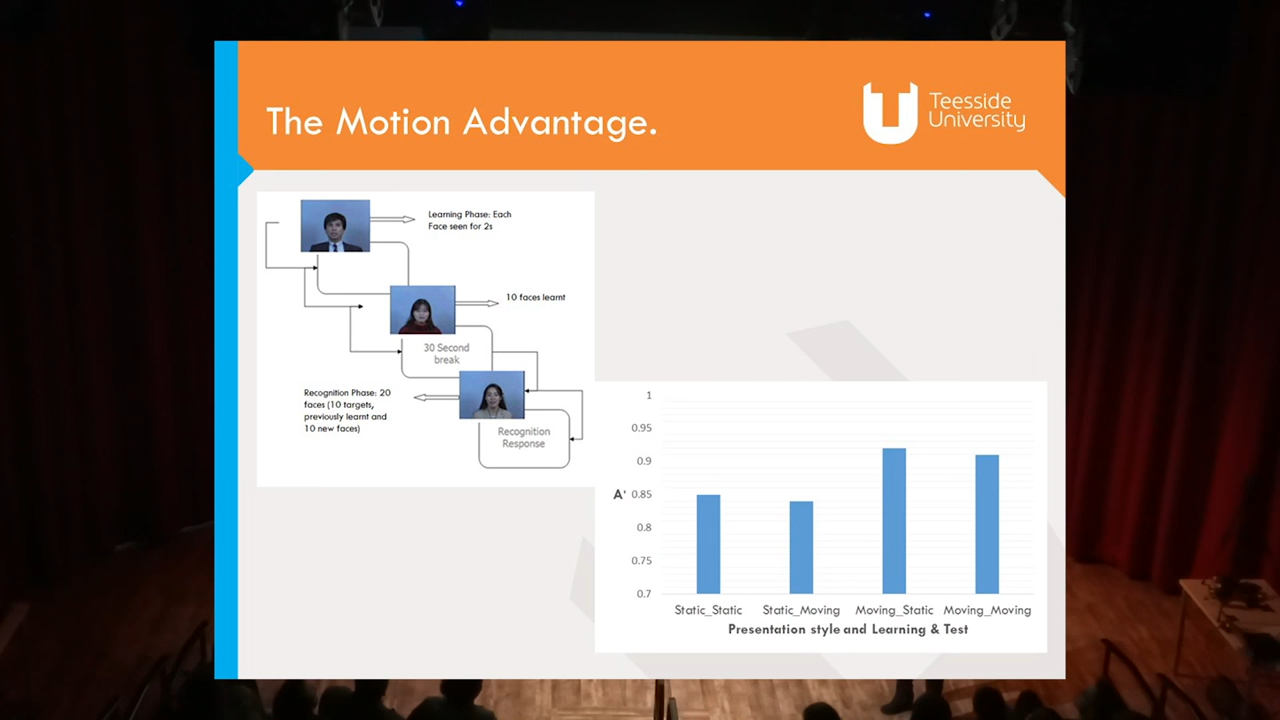 The Motion Advantage.
Teesside
University
Learning Phase: Each
Face seen for 2s
10 faces learnt
30 Second
break
Recognition Phase: 20
faces (10 targets,
previously learnt and
10 new faces)
Recognition
Response
1
0.95
0.9
A' 0.85
0.8
0.75
0.7
Static_Static Static_Moving Moving_Static Moving_Moving
Presentation style and Learning & Test